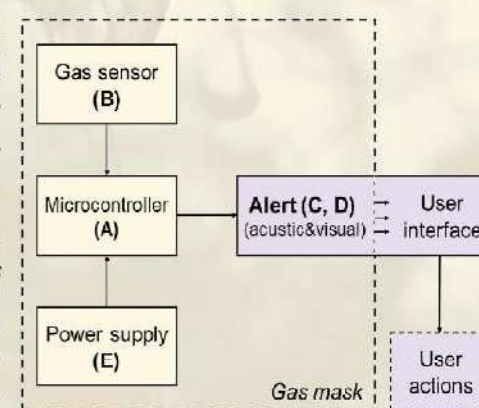 Gas sensor
(B)
Microcontroller
(A)
Alert (C, D)
(acustic&visual)
User
interface
Power supply
(E)
User
actions
Gas mask